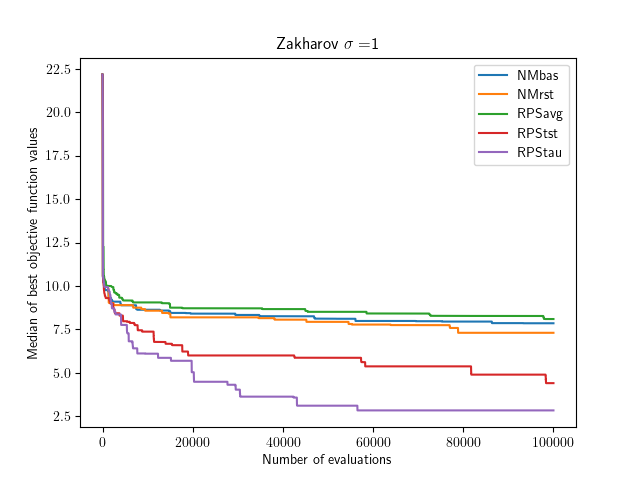 Zakharov σ =1
NMbas
NMrst
RPSavg
RPStst
RPStau
Median of best objective function values
22.5
20.0
17.5
15.0
12.5
10.0
7.5
5.0
2.5
0 20000 40000 60000 80000 100000
Number of evaluations